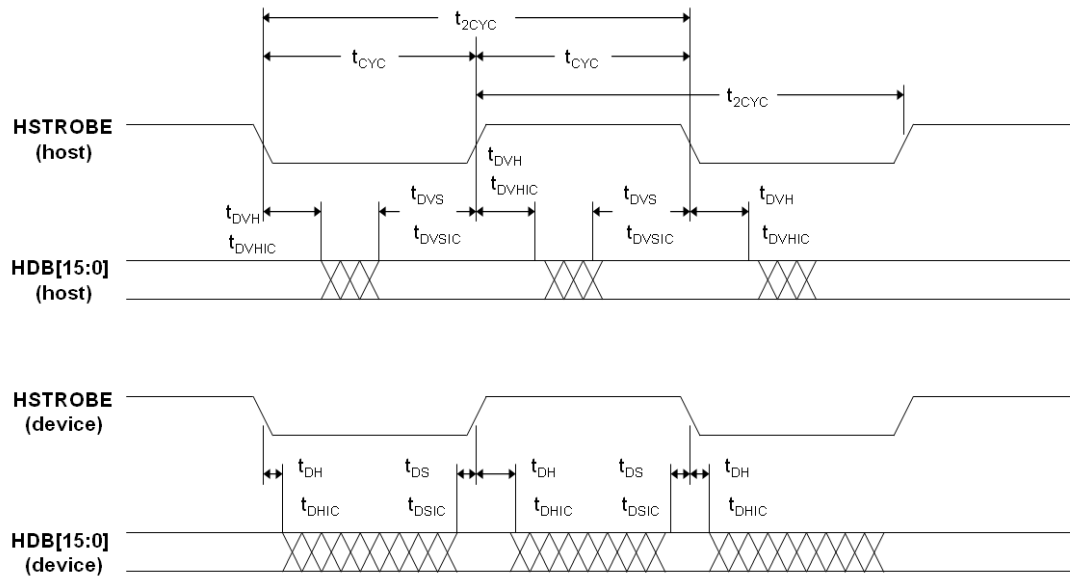 t2CYC
tCYC tCYC
t2CYC
HSTROBE
(host)
tDVH
tDVS tDVHIC tDVS tDVH
tDVH
tDVHIC tDVSIC tDVSIC tDVHIC
HDB[15:0]
(host)
HSTROBE
(device)
tDH tDS tDH tDS tDH
tDHIC tDSIC tDHIC tDSIC tDHIC
HDB[15:0]
(device)